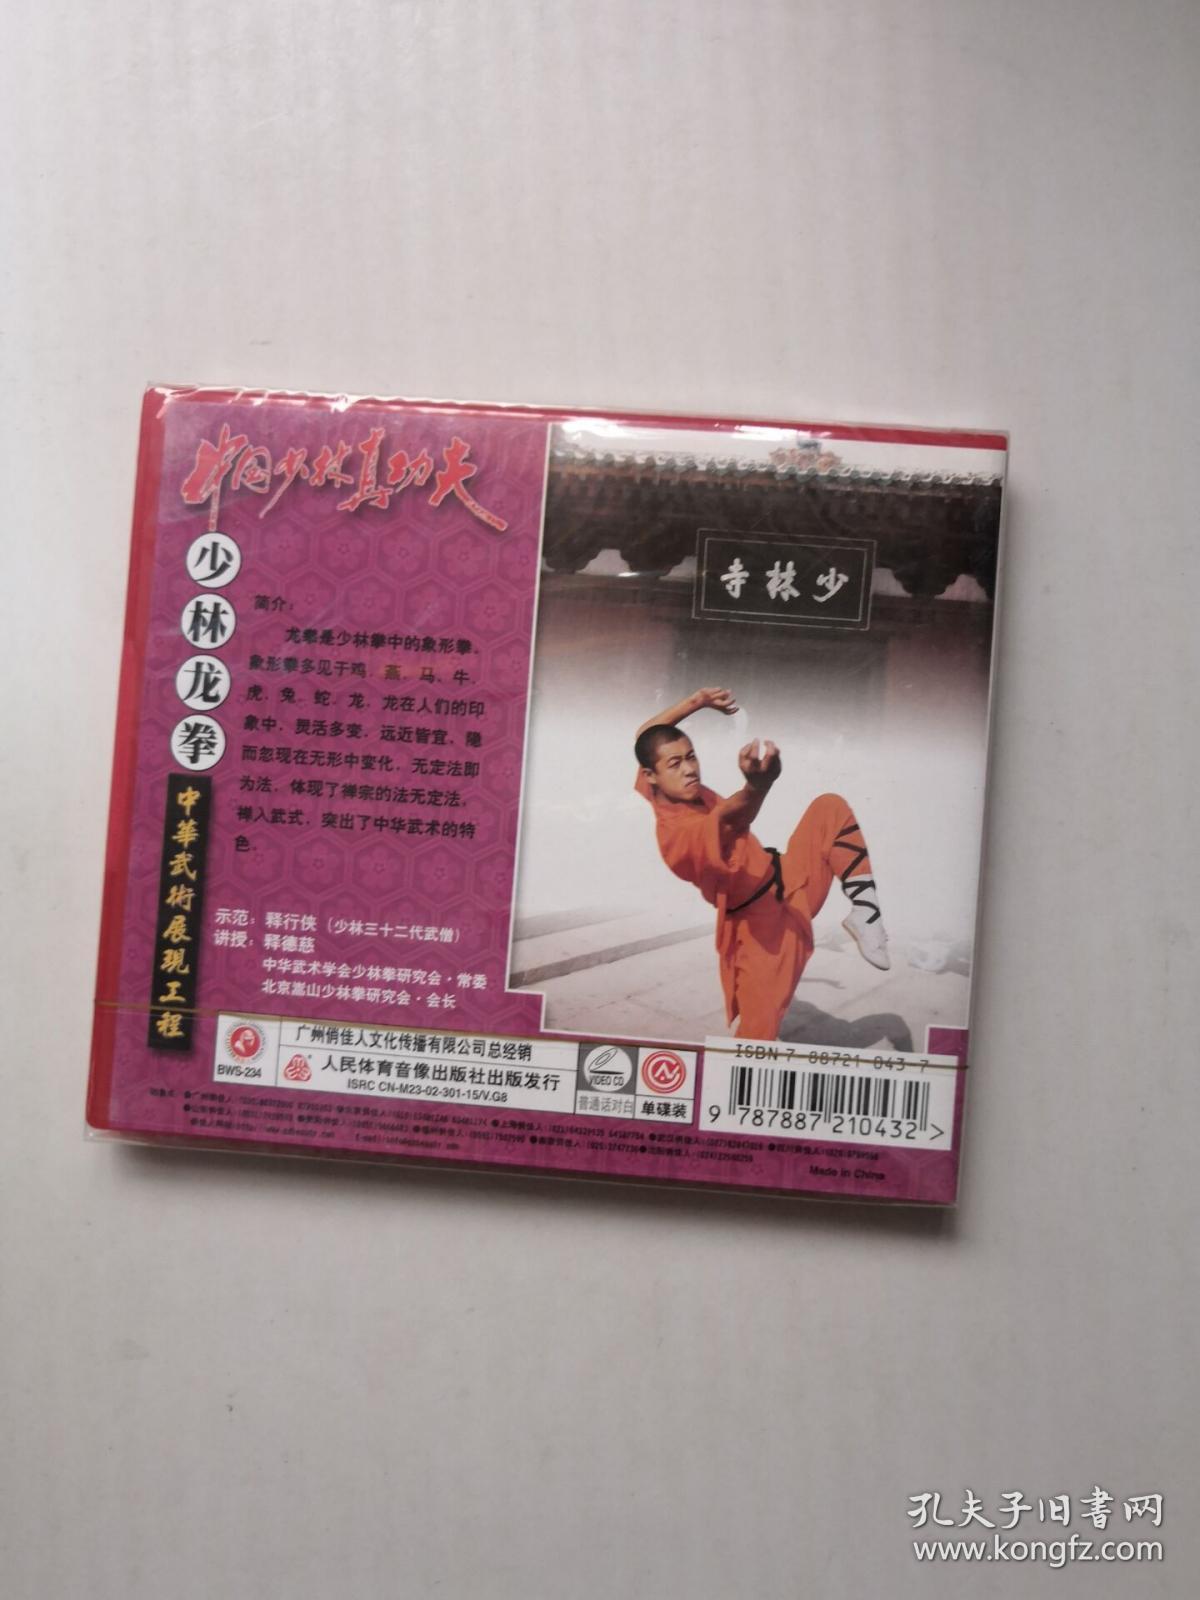 中国少林真功夫
少林龙拳
中華武術展現工程
简介：
龙拳是少林拳中的象形拳。
象形拳多见于鸡、燕、马、牛、
虎、兔、蛇、龙，龙在人们的印
象中，灵活多变，远近皆宜，隐
而忽现在无形中变化，无定法即
为法，体现了禅宗的法无定法，
禅入武式，突出了中华武术的特
色。
示范：释行侠（少林三十二代武僧）
讲授：释德慈
中华武术学会少林拳研究会·常委
北京嵩山少林拳研究会·会长
少林寺
BWS-234
广州俏佳人文化传播有限公司总经销
人民体育音像出版社出版发行
ISRC CN-M23-02-301-15/V.G8
VIDEO CD
普通话对白
单碟装
ISBN 7-88721-043-7
9 787887 210432 >
Made in China
孔夫子旧书网
www.kongfz.com